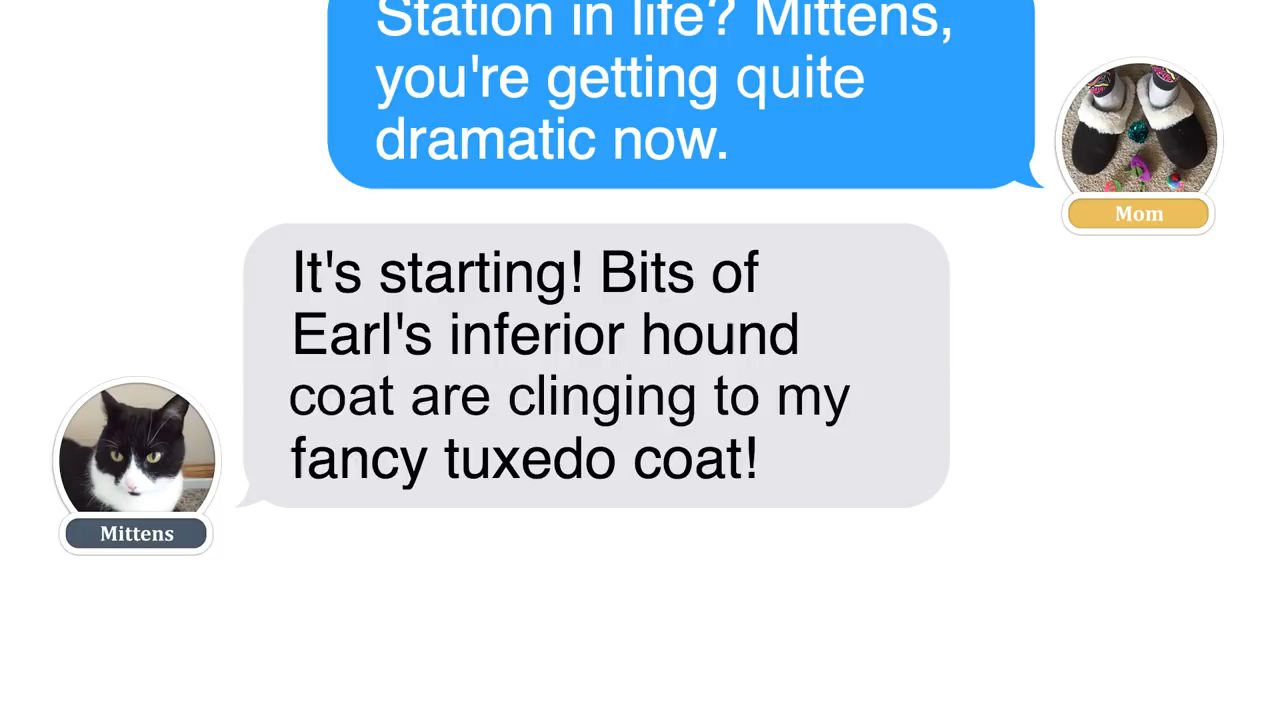 Station in life? Mittens,
you're getting quite
dramatic now.
Mom
It's starting! Bits of
Earl's inferior hound
coat are clinging to my
fancy tuxedo coat!
Mittens